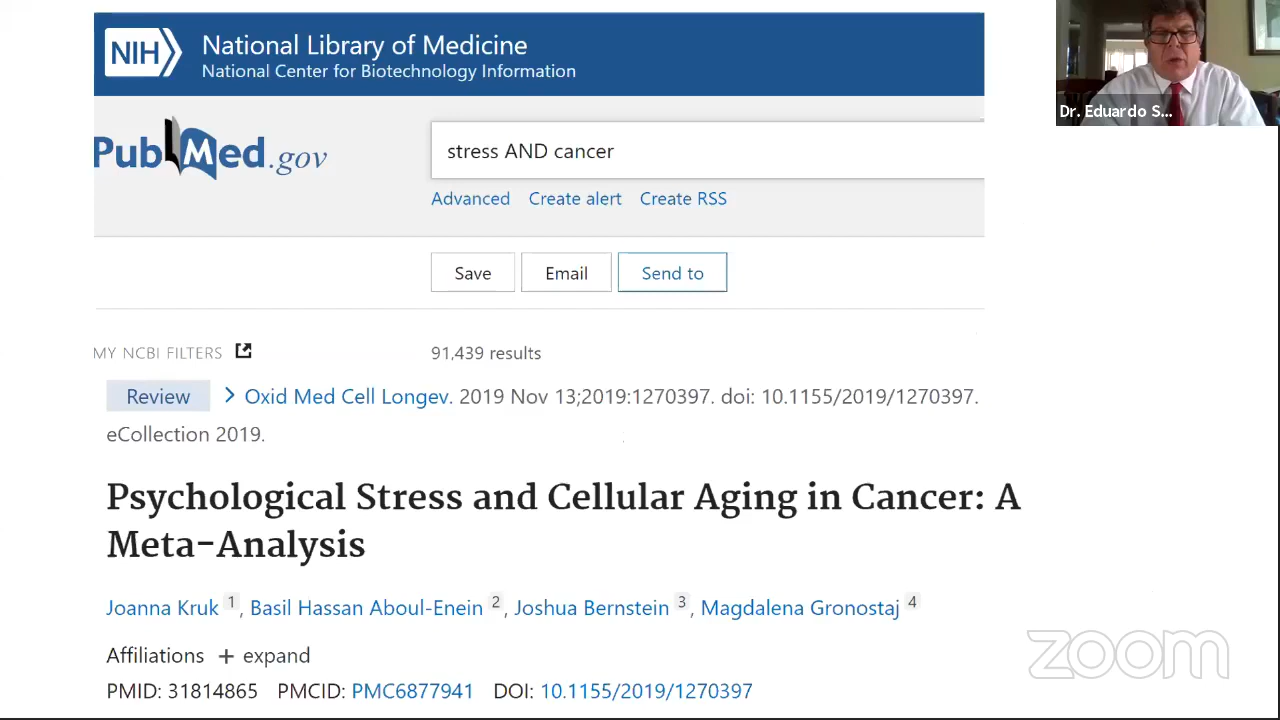 NIH National Library of Medicine
National Center for Biotechnology Information
Dr. Eduardo S...
PubMed.gov
stress AND cancer
Advanced Create alert Create RSS
Save Email Send to
MY NCBI FILTERS 91,439 results
Review Oxid Med Cell Longev. 2019 Nov 13;2019:1270397. doi: 10.1155/2019/1270397.
eCollection 2019.
Psychological Stress and Cellular Aging in Cancer: A
Meta-Analysis
Joanna Kruk 1, Basil Hassan Aboul-Enein 2, Joshua Bernstein 3, Magdalena Gronostaj 4
Affiliations + expand
PMID: 31814865 PMCID: PMC6877941 DOI: 10.1155/2019/1270397
zoom